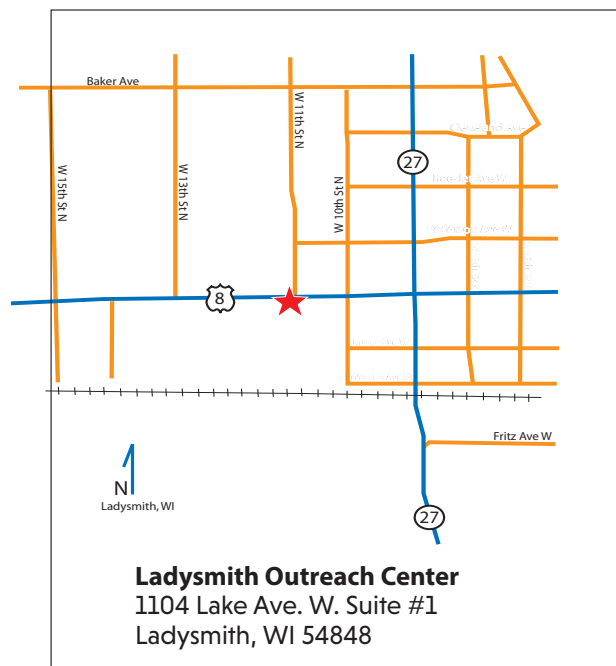 Baker Ave
W 11th St N
W 15th St N
W 13th St N
27
W 10th St N
8
Fritz Ave W
N
Ladysmith, WI
27
Ladysmith Outreach Center
1104 Lake Ave. W. Suite #1
Ladysmith, WI 54848